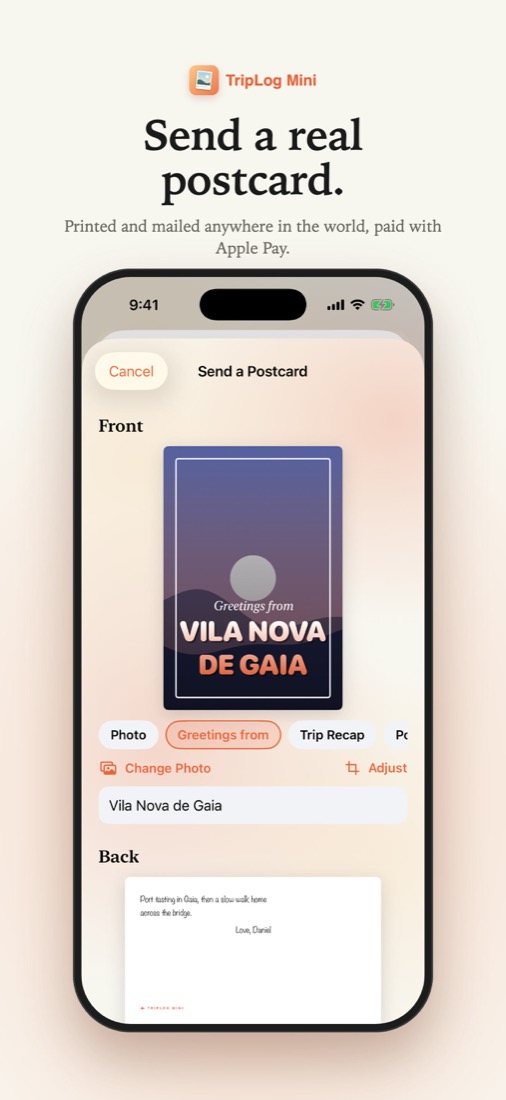 TripLog Mini
Send a real
postcard.
Printed and mailed anywhere in the world, paid with
Apple Pay.
9:41
Cancel
Send a Postcard
Front
Greetings from
VILA NOVA
DE GAIA
Photo
Greetings from
Trip Recap
Po
Change Photo
Adjust
Vila Nova de Gaia
Back
Port tasting in Gaia, then a slow walk home
across the bridge.
Love, Daniel
TRIPLOG MINI